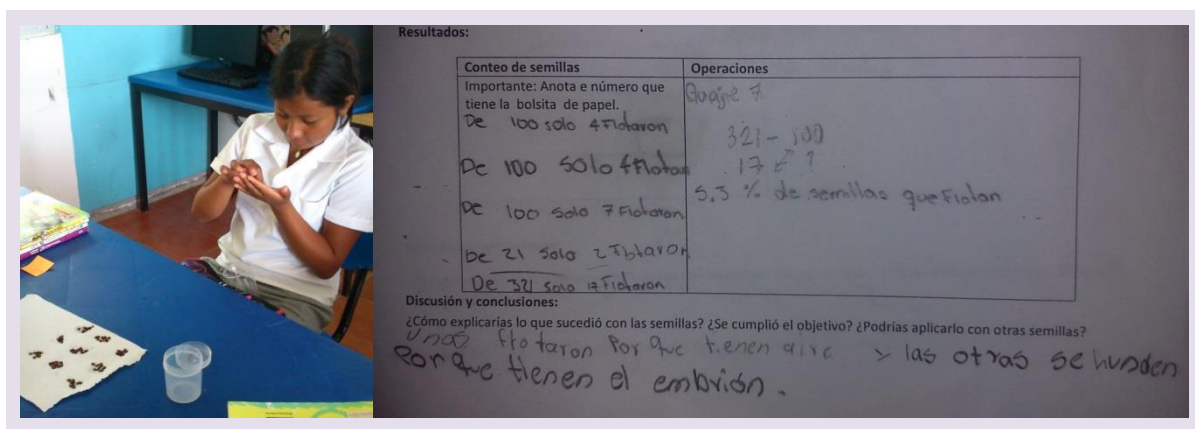 Resultados:
Conteo de semillas
Operaciones
Importante: Anota e número que
tiene la bolsita de papel.
De 100 solo 4 Flotaron
De 100 solo 4 Flotan
De 100 solo 7 Flotaron
De 21 solo 2 Flotaron
De 321 solo 17 Flotaron
Guaje 7
321 - 100
17 ?
5.3 % de semillas que Flotan
Discusión y conclusiones:
¿Cómo explicarías lo que sucedió con las semillas? ¿Se cumplió el objetivo? ¿Podrías aplicarlo con otras semillas?
Unas flotaron Por que tienen aire y las otras se hunden
Por que tienen el embrión.